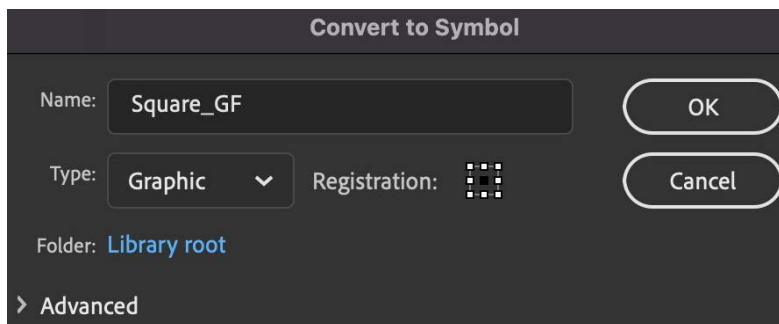 Convert to Symbol
Name: Square_GF OK
Type: Graphic Registration: Cancel
Folder: Library root
Advanced